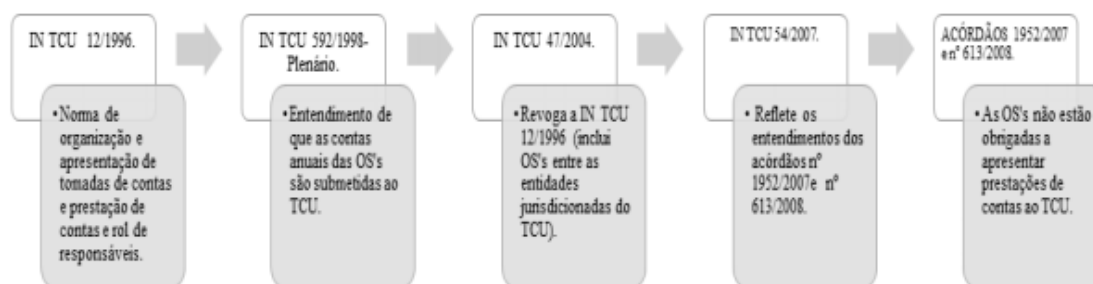 IN TCU 12/1996.
•Norma de
organização e
apresentação de
tomadas de contas
e prestação de
contas e rol de
responsáveis.
IN TCU 592/1998-
Plenário.
•Entendimento de
que as contas
anuais das OS's
são submetidas ao
TCU.
IN TCU 47/2004.
•Revoga a IN TCU
12/1996 (inclui
OS's entre as
entidades
jurisdicionadas do
TCU).
IN TCU 54/2007.
• Reflete os
entendimentos dos
acórdãos nº
1952/2007e nº
613/2008.
ACÓRDÃOS 1952/2007
e nº 613/2008.
•As OS's não estão
obrigadas a
apresentar
prestações de
contas ao TCU.